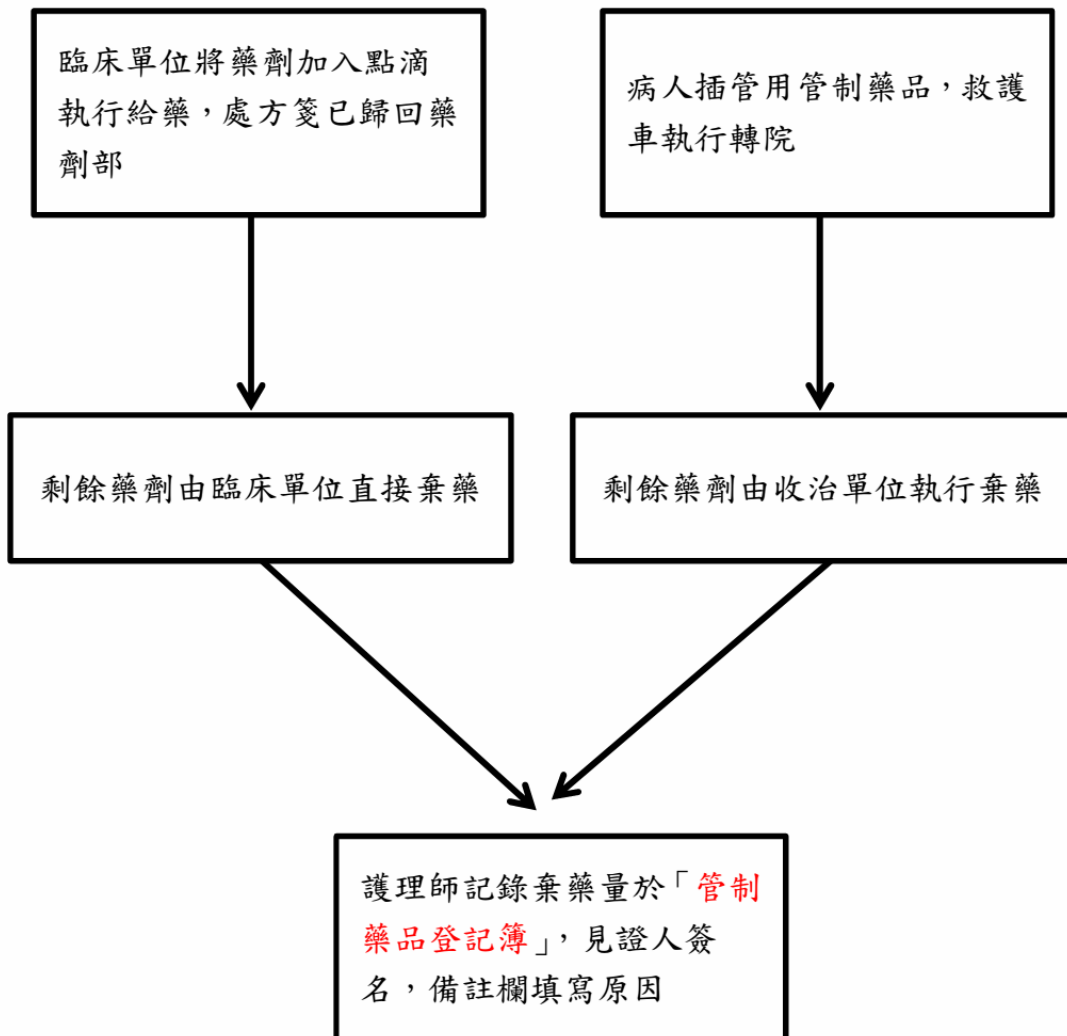 臨床單位將藥劑加入點滴
執行給藥，處方箋已歸回藥
劑部
病人插管用管制藥品，救護
車執行轉院
剩餘藥劑由臨床單位直接棄藥
剩餘藥劑由收治單位執行棄藥
護理師記錄棄藥量於「管制
藥品登記簿」，見證人簽
名，備註欄填寫原因